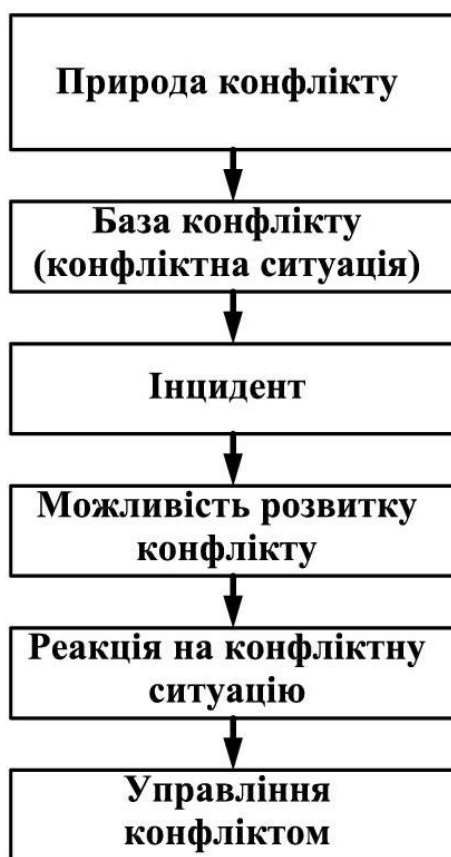 Природа конфлікту
База конфлікту
(конфліктна ситуація)
Інцидент
Можливість розвитку
конфлікту
Реакція на конфліктну
ситуацію
Управління
конфліктом